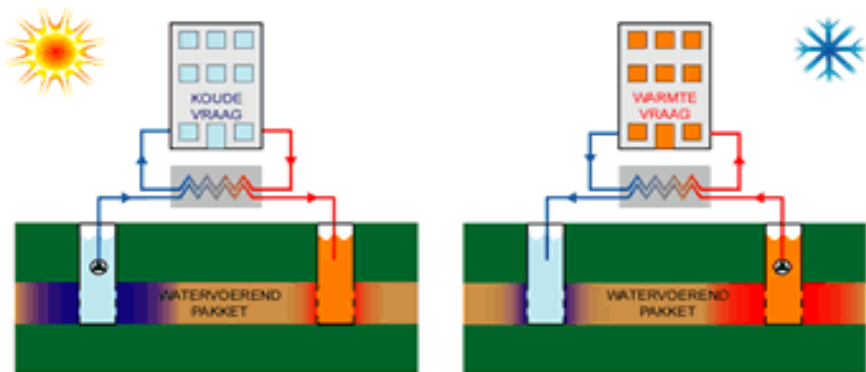 KOUDE
VRAAG
WATERVOEREND
PAKKET
WARMTE
VRAAG
WATERVOEREND
PAKKET